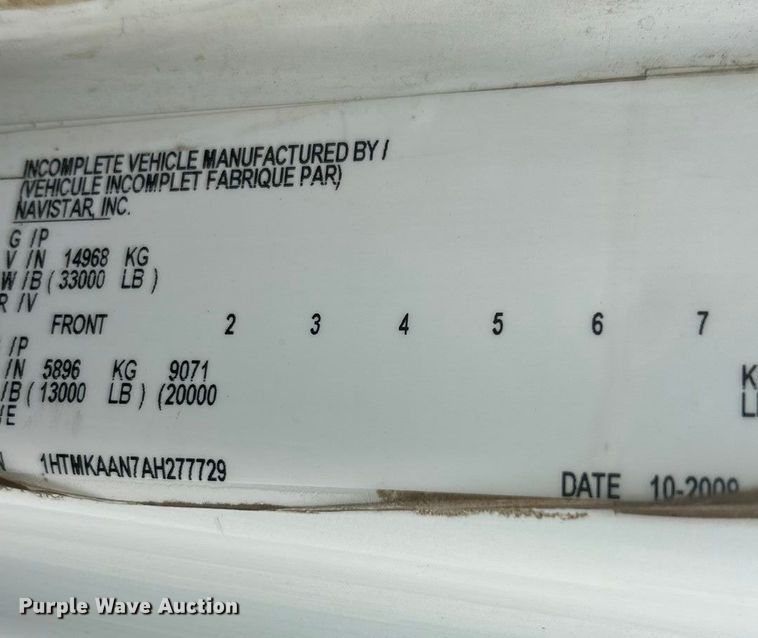 INCOMPLETE VEHICLE MANUFACTURED BY /
(VEHICULE INCOMPLET FABRIQUE PAR)
NAVISTAR, INC.
G /P
V /N 14968 KG
W/B ( 33000 LB )
R /V
FRONT 2 3 4 5 6 7
/P
/N 5896 KG 9071
/B ( 13000 LB ) (20000
/E
N 1HTMKAAN7AH277729
DATE 10-2009
Purple Wave Auction